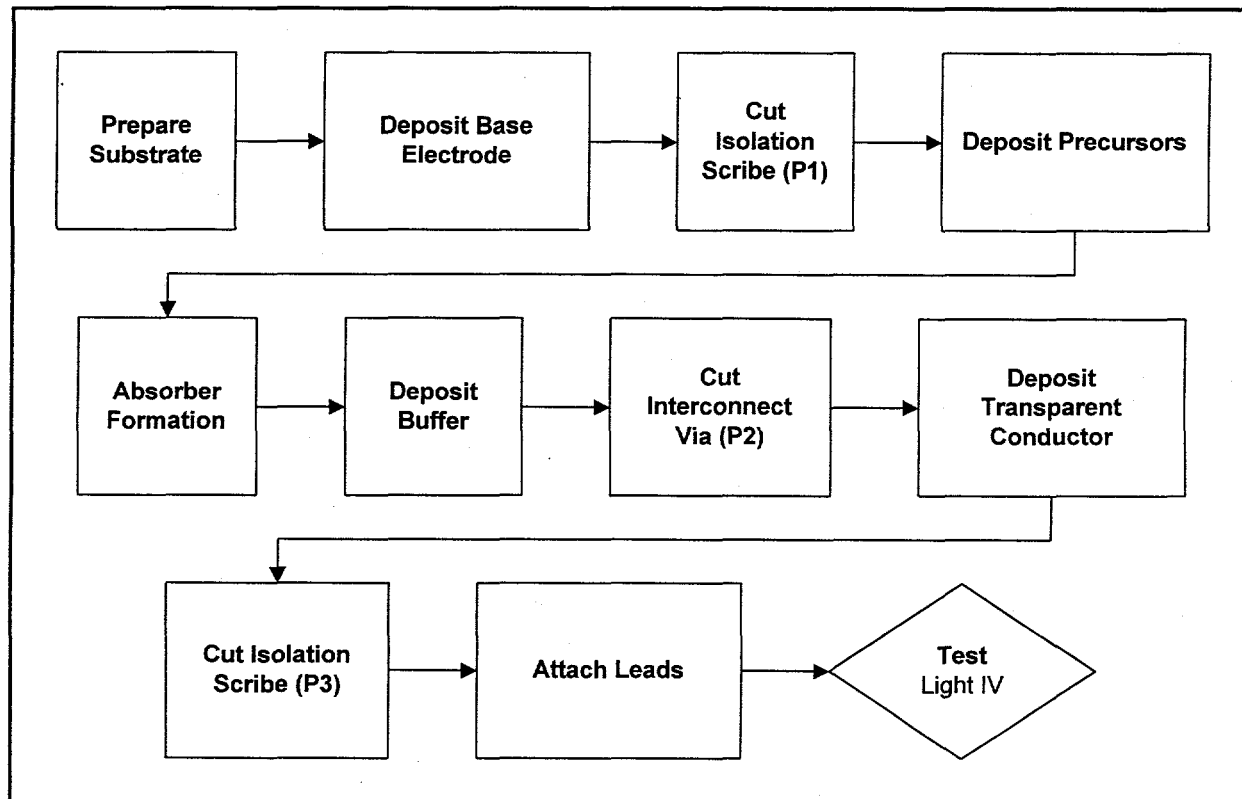 Prepare
Substrate
Deposit Base
Electrode
Cut
Isolation
Scribe (P1)
Deposit Precursors
Absorber
Formation
Deposit
Buffer
Cut
Interconnect
Via (P2)
Deposit
Transparent
Conductor
Cut Isolation
Scribe (P3)
Attach Leads
Test
Light IV